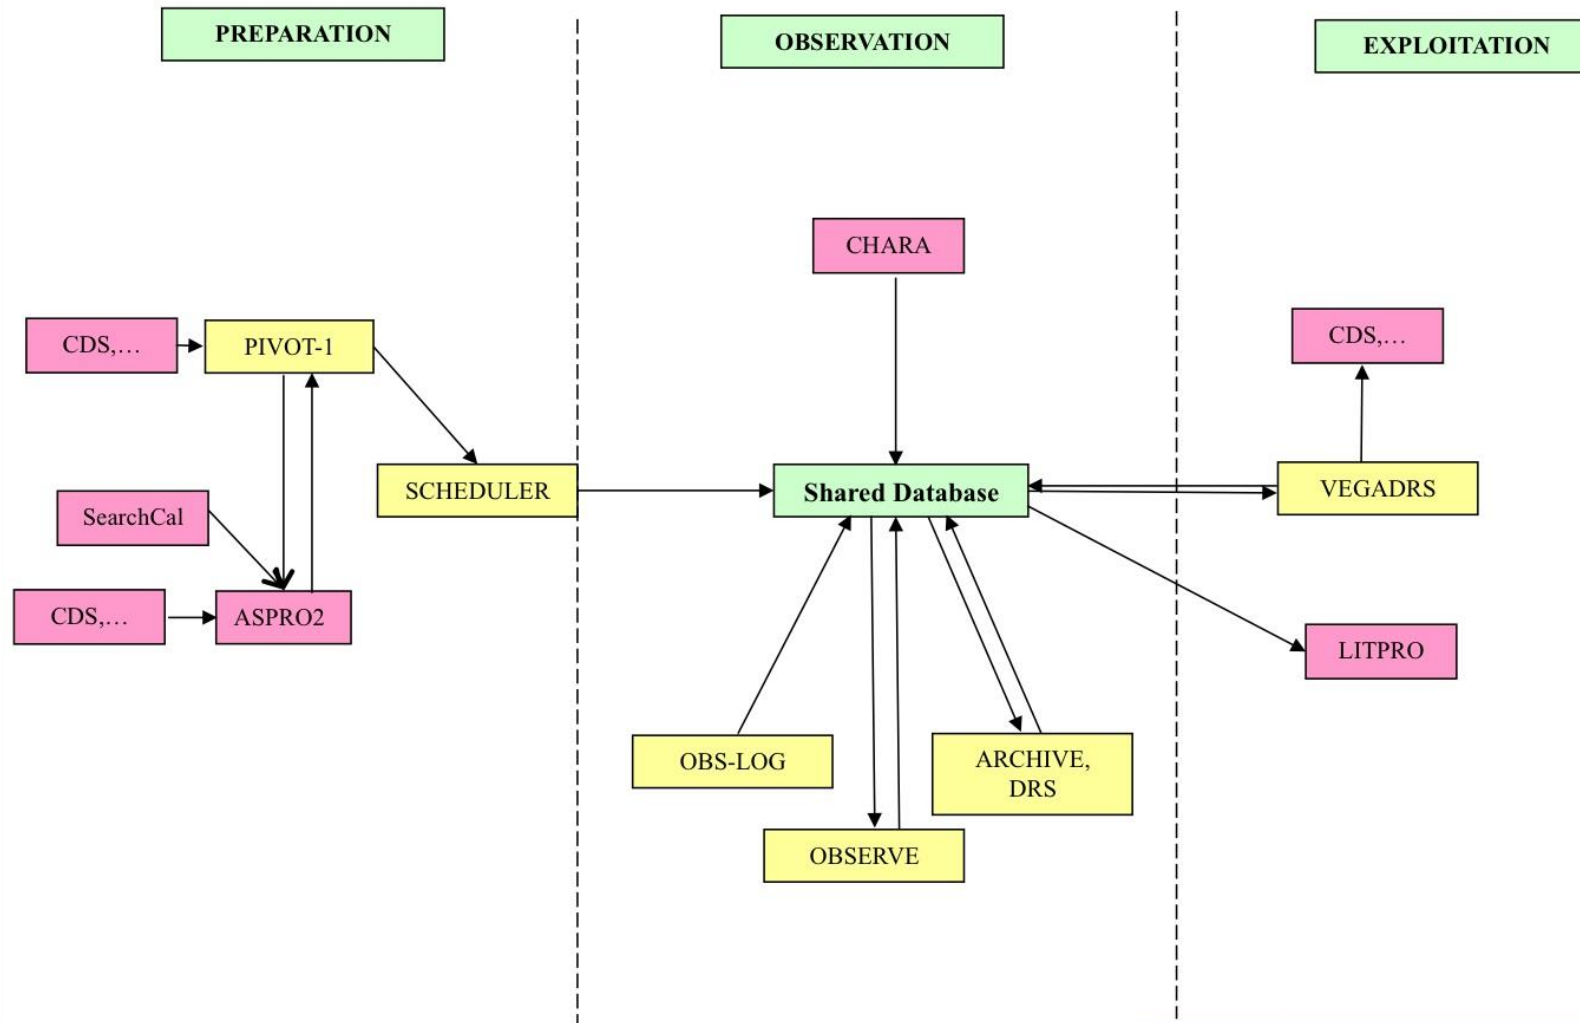 PREPARATION
OBSERVATION
EXPLOITATION
CHARA
CDS,...
PIVOT-1
CDS,...
SCHEDULER
Shared Database
VEGADRS
SearchCal
CDS,...
ASPRO2
LITPRO
OBS-LOG
ARCHIVE,
DRS
OBSERVE